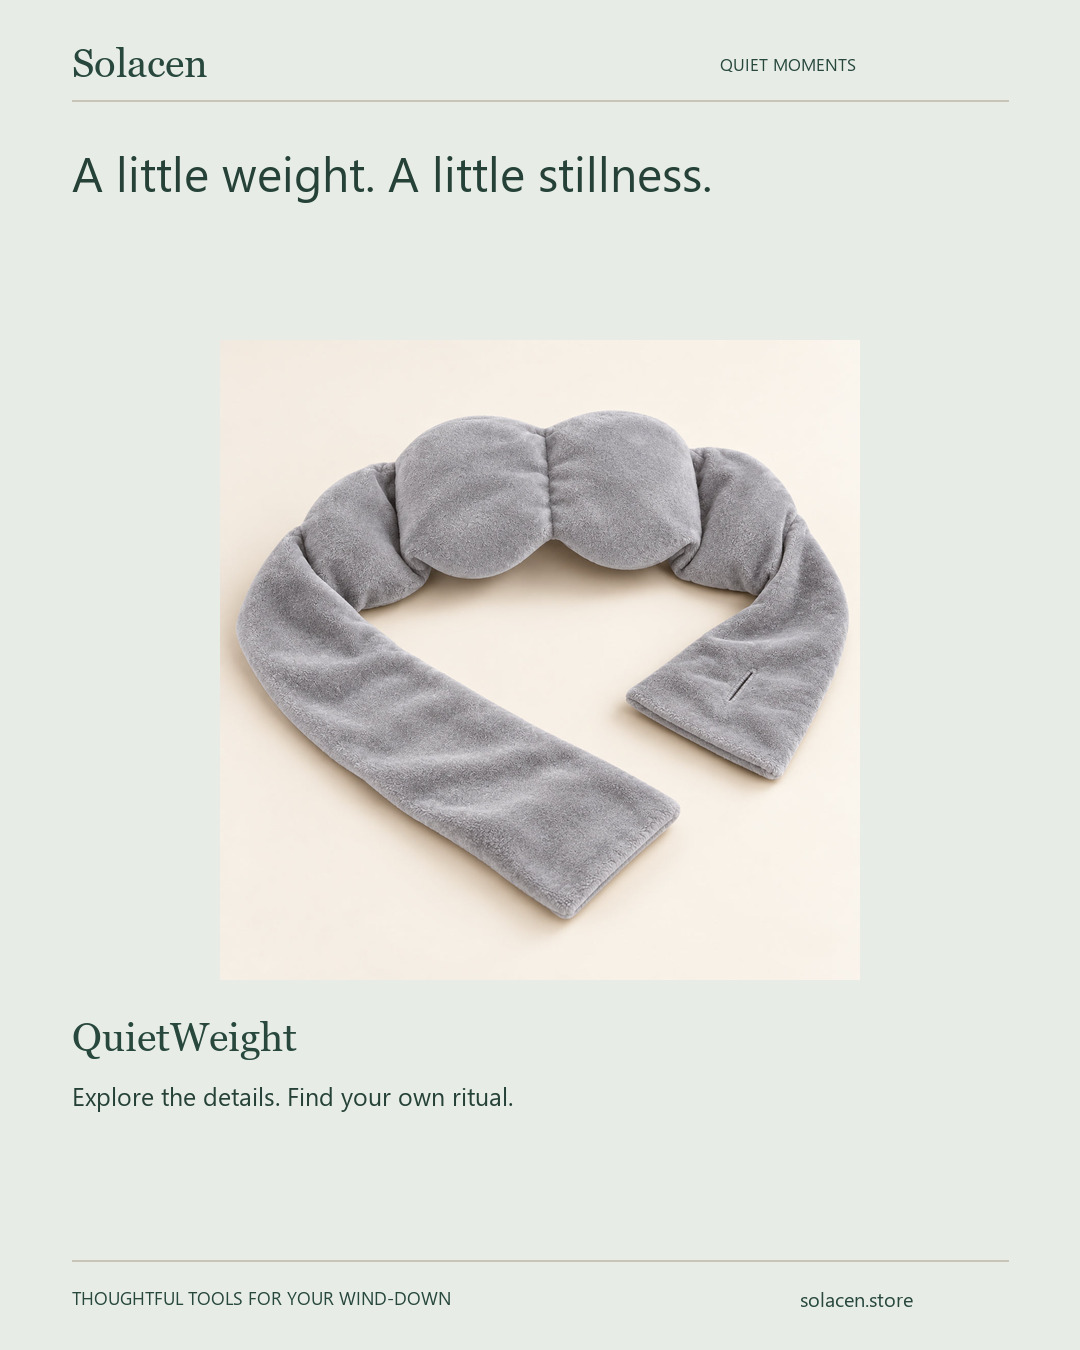 Solacen
QUIET MOMENTS
A little weight. A little stillness.
QuietWeight
Explore the details. Find your own ritual.
THOUGHTFUL TOOLS FOR YOUR WIND-DOWN
solacen.store